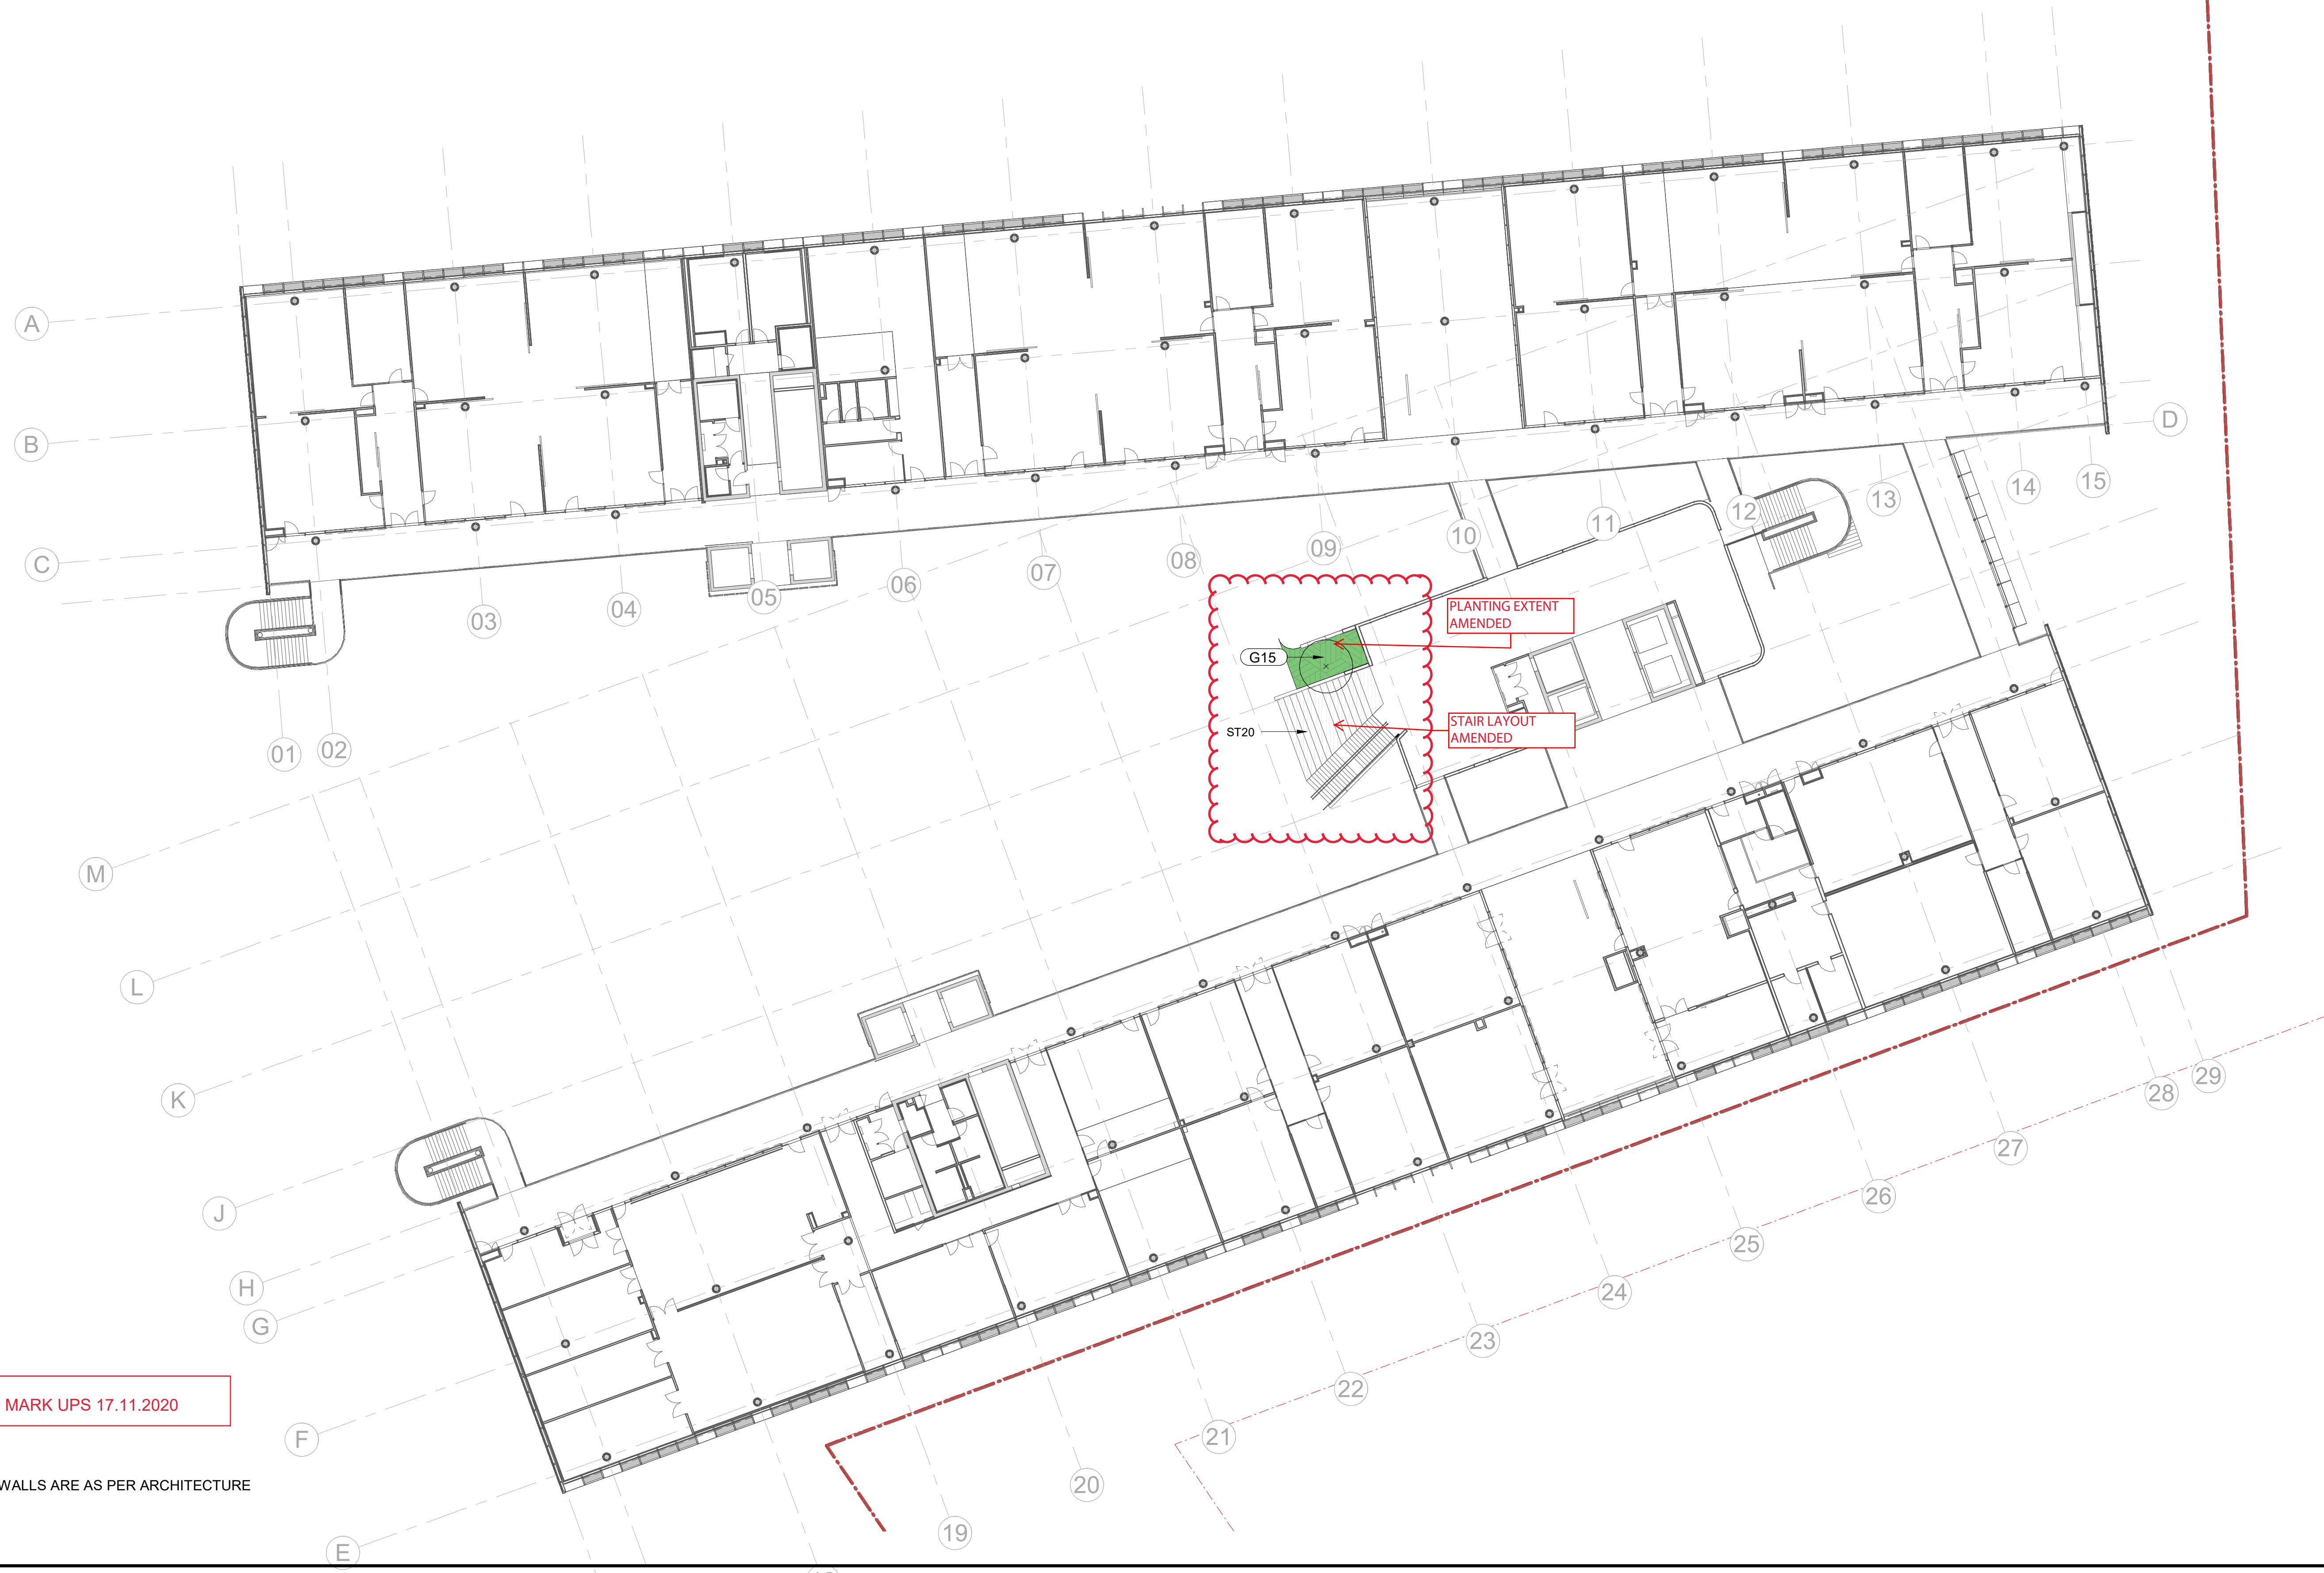 A
B
C
D
01
02
03
04
05
06
07
08
09
10
11
12
13
14
15
PLANTING EXTENT
AMENDED
G15
STAIR LAYOUT
AMENDED
ST20
M
L
K
J
H
G
F
E
29
28
27
26
25
24
23
22
21
20
19
MARK UPS 17.11.2020
WALLS ARE AS PER ARCHITECTURE